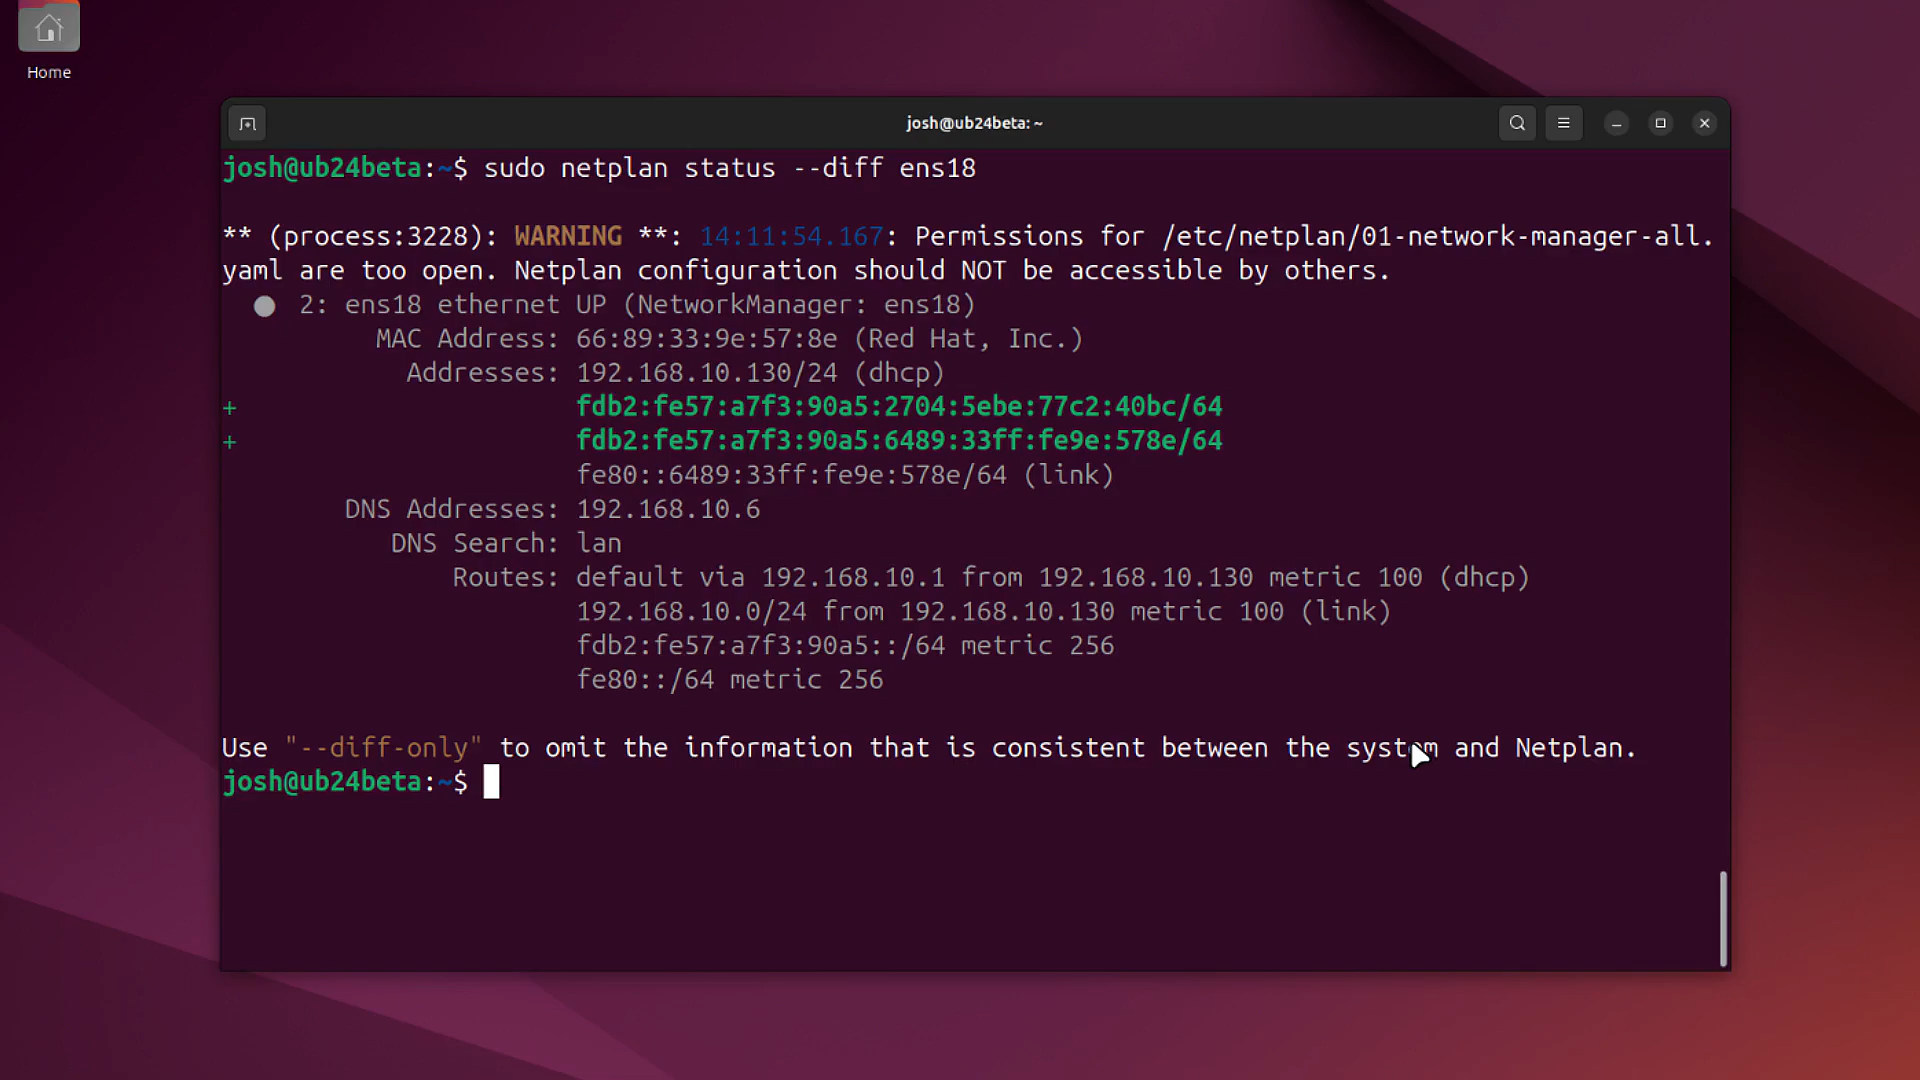 Home
josh@ub24beta: ~
josh@ub24beta:~$ sudo netplan status --diff ens18
** (process:3228): WARNING **: 14:11:54.167: Permissions for /etc/netplan/01-network-manager-all.
yaml are too open. Netplan configuration should NOT be accessible by others.
● 2: ens18 ethernet UP (NetworkManager: ens18)
MAC Address: 66:89:33:9e:57:8e (Red Hat, Inc.)
Addresses: 192.168.10.130/24 (dhcp)
+ fdb2:fe57:a7f3:90a5:2704:5ebe:77c2:40bc/64
+ fdb2:fe57:a7f3:90a5:6489:33ff:fe9e:578e/64
fe80::6489:33ff:fe9e:578e/64 (link)
DNS Addresses: 192.168.10.6
DNS Search: lan
Routes: default via 192.168.10.1 from 192.168.10.130 metric 100 (dhcp)
192.168.10.0/24 from 192.168.10.130 metric 100 (link)
fdb2:fe57:a7f3:90a5::/64 metric 256
fe80::/64 metric 256
Use "--diff-only" to omit the information that is consistent between the system and Netplan.
josh@ub24beta:~$